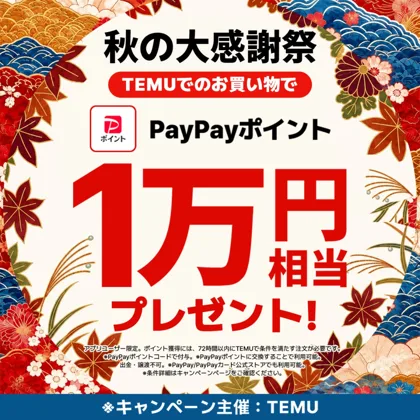 秋の大感謝祭
TEMUでのお買い物で
ポイント
PayPayポイント
1万円
相当
プレゼント!
アプリユーザー限定。ポイント獲得には、72時間以内にTEMUで条件を満たす注文が必要です。
※PayPayポイントコードで付与。※PayPayポイントに交換することで利用可能。
出金・譲渡不可。※PayPay/PayPayカード公式ストアでも利用可能。
※条件詳細はキャンペーンページをご確認ください。
※キャンペーン主催：TEMU